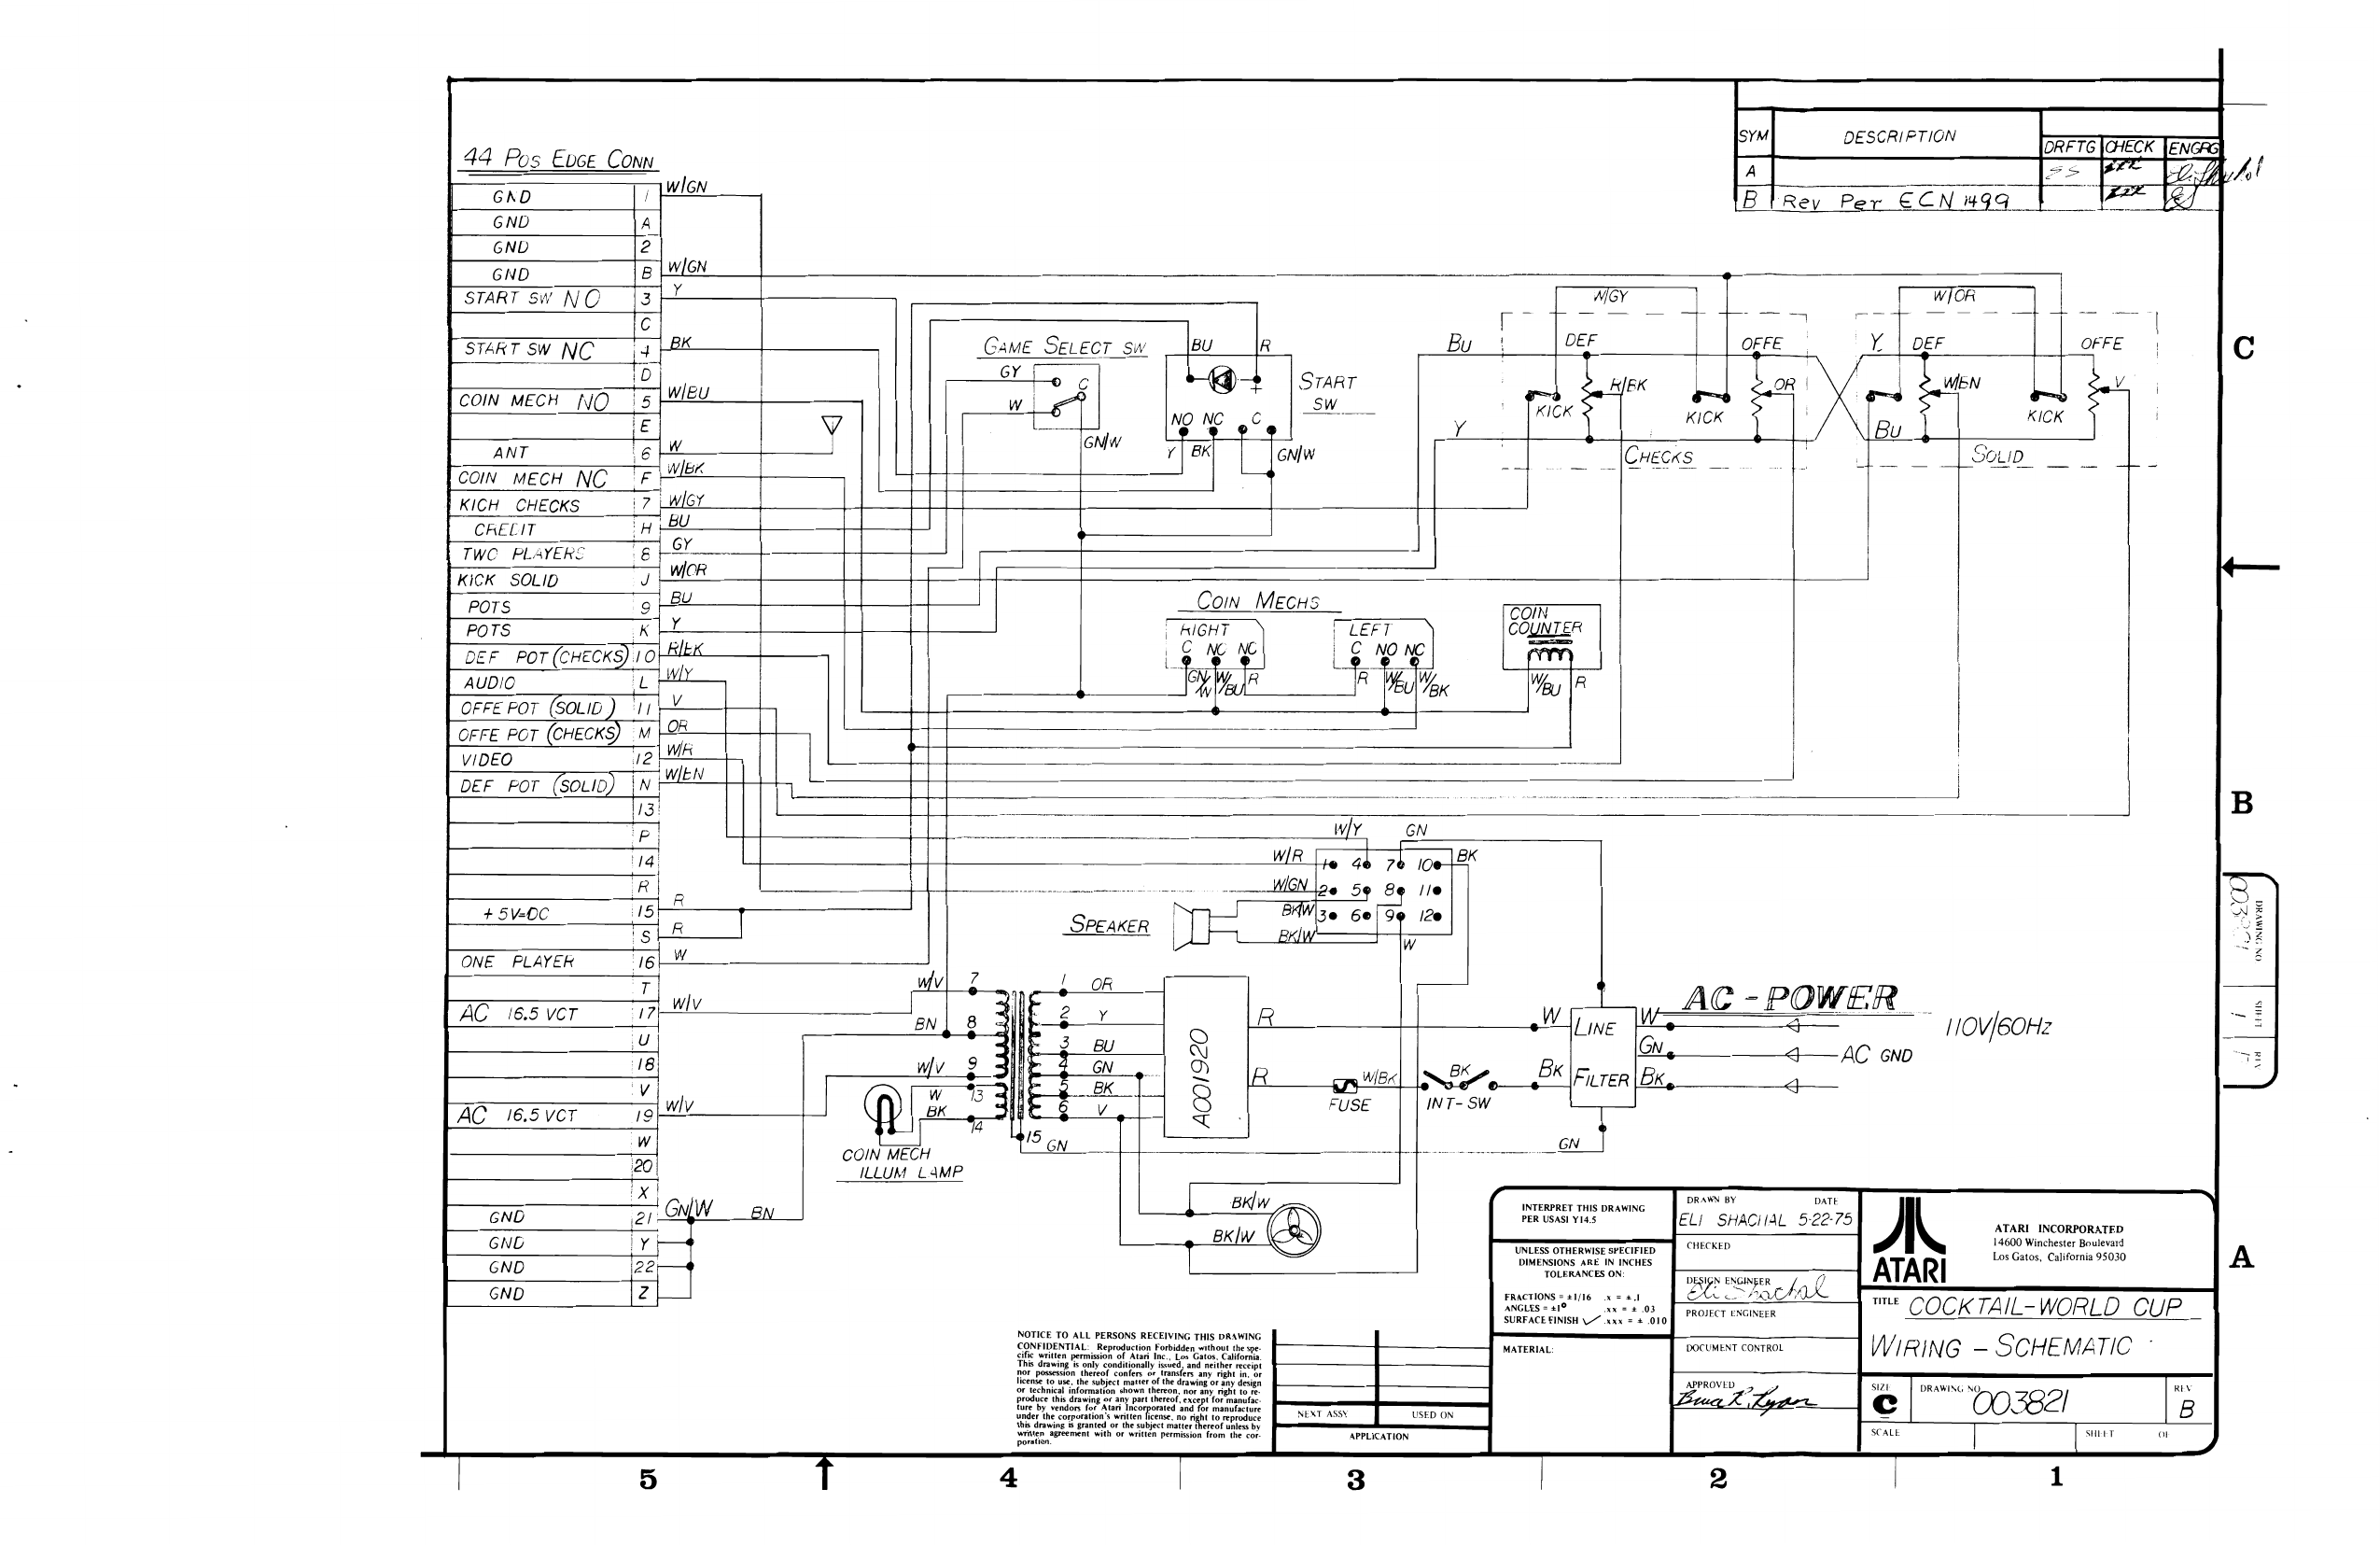 SYM DESCRIPTION DRFTG CHECK ENGRG
A
B Rev Per ECN 1499
44 POS EDGE CONN
GND 1 W/GN
GND A
GND 2
GND B W/GN
START SW NO 3 Y
C
START SW NC 4 BK
D
COIN MECH NO 5 W/BU
E
ANT 6 W
COIN MECH NC F W/BK
KICH CHECKS 7 W/GY
CREDIT H BU
TWO PLAYERS 8 GY
KICK SOLID J W/OR
POTS 9 BU
POTS K Y
DEF POT (CHECKS) 10 R/BK
AUDIO L W/Y
OFFE POT (SOLID) 11 V
OFFE POT (CHECKS) M OR
VIDEO 12 W/R
DEF POT (SOLID) N W/BN
13
P
14
R
+5V=DC 15 R
S R
ONE PLAYER 16 W
T
AC 16.5 VCT 17 W/V
U
18
V
AC 16.5 VCT 19 W/V
W
20
X
GND 21 GN/W BN
GND Y
GND 22
GND Z
GAME SELECT SW
GY
W
C
GN/W
BU R
+
START
SW
NO NC C
Y BK GN/W
W/GY
Bu
DEF OFFE
R/BK OR
KICK KICK
Y
CHECKS
W/OR
Y DEF OFFE
W/BN V
KICK
Bu
SOLID
COIN MECHS
RIGHT
C NC NC
GN/W W/BU R
LEFT
C NO NC
R W/BU W/BK
COIN
COUNTER
W/BU R
W/Y GN
W/R 1 4 7 10 BK
W/GN 2 5 8 11
BK/W 3 6 9 12
SPEAKER
BK/W W
W/V 7
BN 8
W/V 9
W 13
BK 14
COIN MECH
ILLUM LAMP
1 OR
2 Y
3 BU
4 GN
5 BK
6 V
15 GN
A001920
R
R
FUSE
W/BK
BK
INT-SW
W LINE W
GN
BK FILTER BK
GN
AC-POWER
110V/60Hz
AC GND
BK/W
BK/W
DRAWING NO
SHEET 1
REV
C
B
A
5 4 3 2 1
NOTICE TO ALL PERSONS RECEIVING THIS DRAWING
CONFIDENTIAL: Reproduction Forbidden without the spe-
cific written permission of Atari Inc., Los Gatos, California.
This drawing is only conditionally issued, and neither receipt
nor possession thereof confers or transfers any right in, or
license to use, the subject matter of the drawing or any design
or technical information shown thereon, nor any right to re-
produce this drawing or any part thereof, except for manufac-
ture by vendors for Atari Incorporated and for manufacture
under the corporation's written license, no right to reproduce
this drawing is granted or the subject matter thereof unless by
written agreement with or written permission from the cor-
poration.
NEXT ASSY USED ON
APPLICATION
INTERPRET THIS DRAWING
PER USASI Y14.5
UNLESS OTHERWISE SPECIFIED
DIMENSIONS ARE IN INCHES
TOLERANCES ON:
FRACTIONS = ±1/16 .x = ±.1
ANGLES = ±1° .xx = ± .03
SURFACE FINISH ✓ .xxx = ± .010
MATERIAL:
DRAWN BY DATE
ELI SHACHAL 5-22-75
CHECKED
DESIGN ENGINEER
Eli Shachal
PROJECT ENGINEER
DOCUMENT CONTROL
APPROVED
ATARI
ATARI INCORPORATED
14600 Winchester Boulevard
Los Gatos, California 95030
TITLE COCKTAIL-WORLD CUP
WIRING - SCHEMATIC
SIZE C
DRAWING NO. 003821
REV B
SCALE
SHEET OF